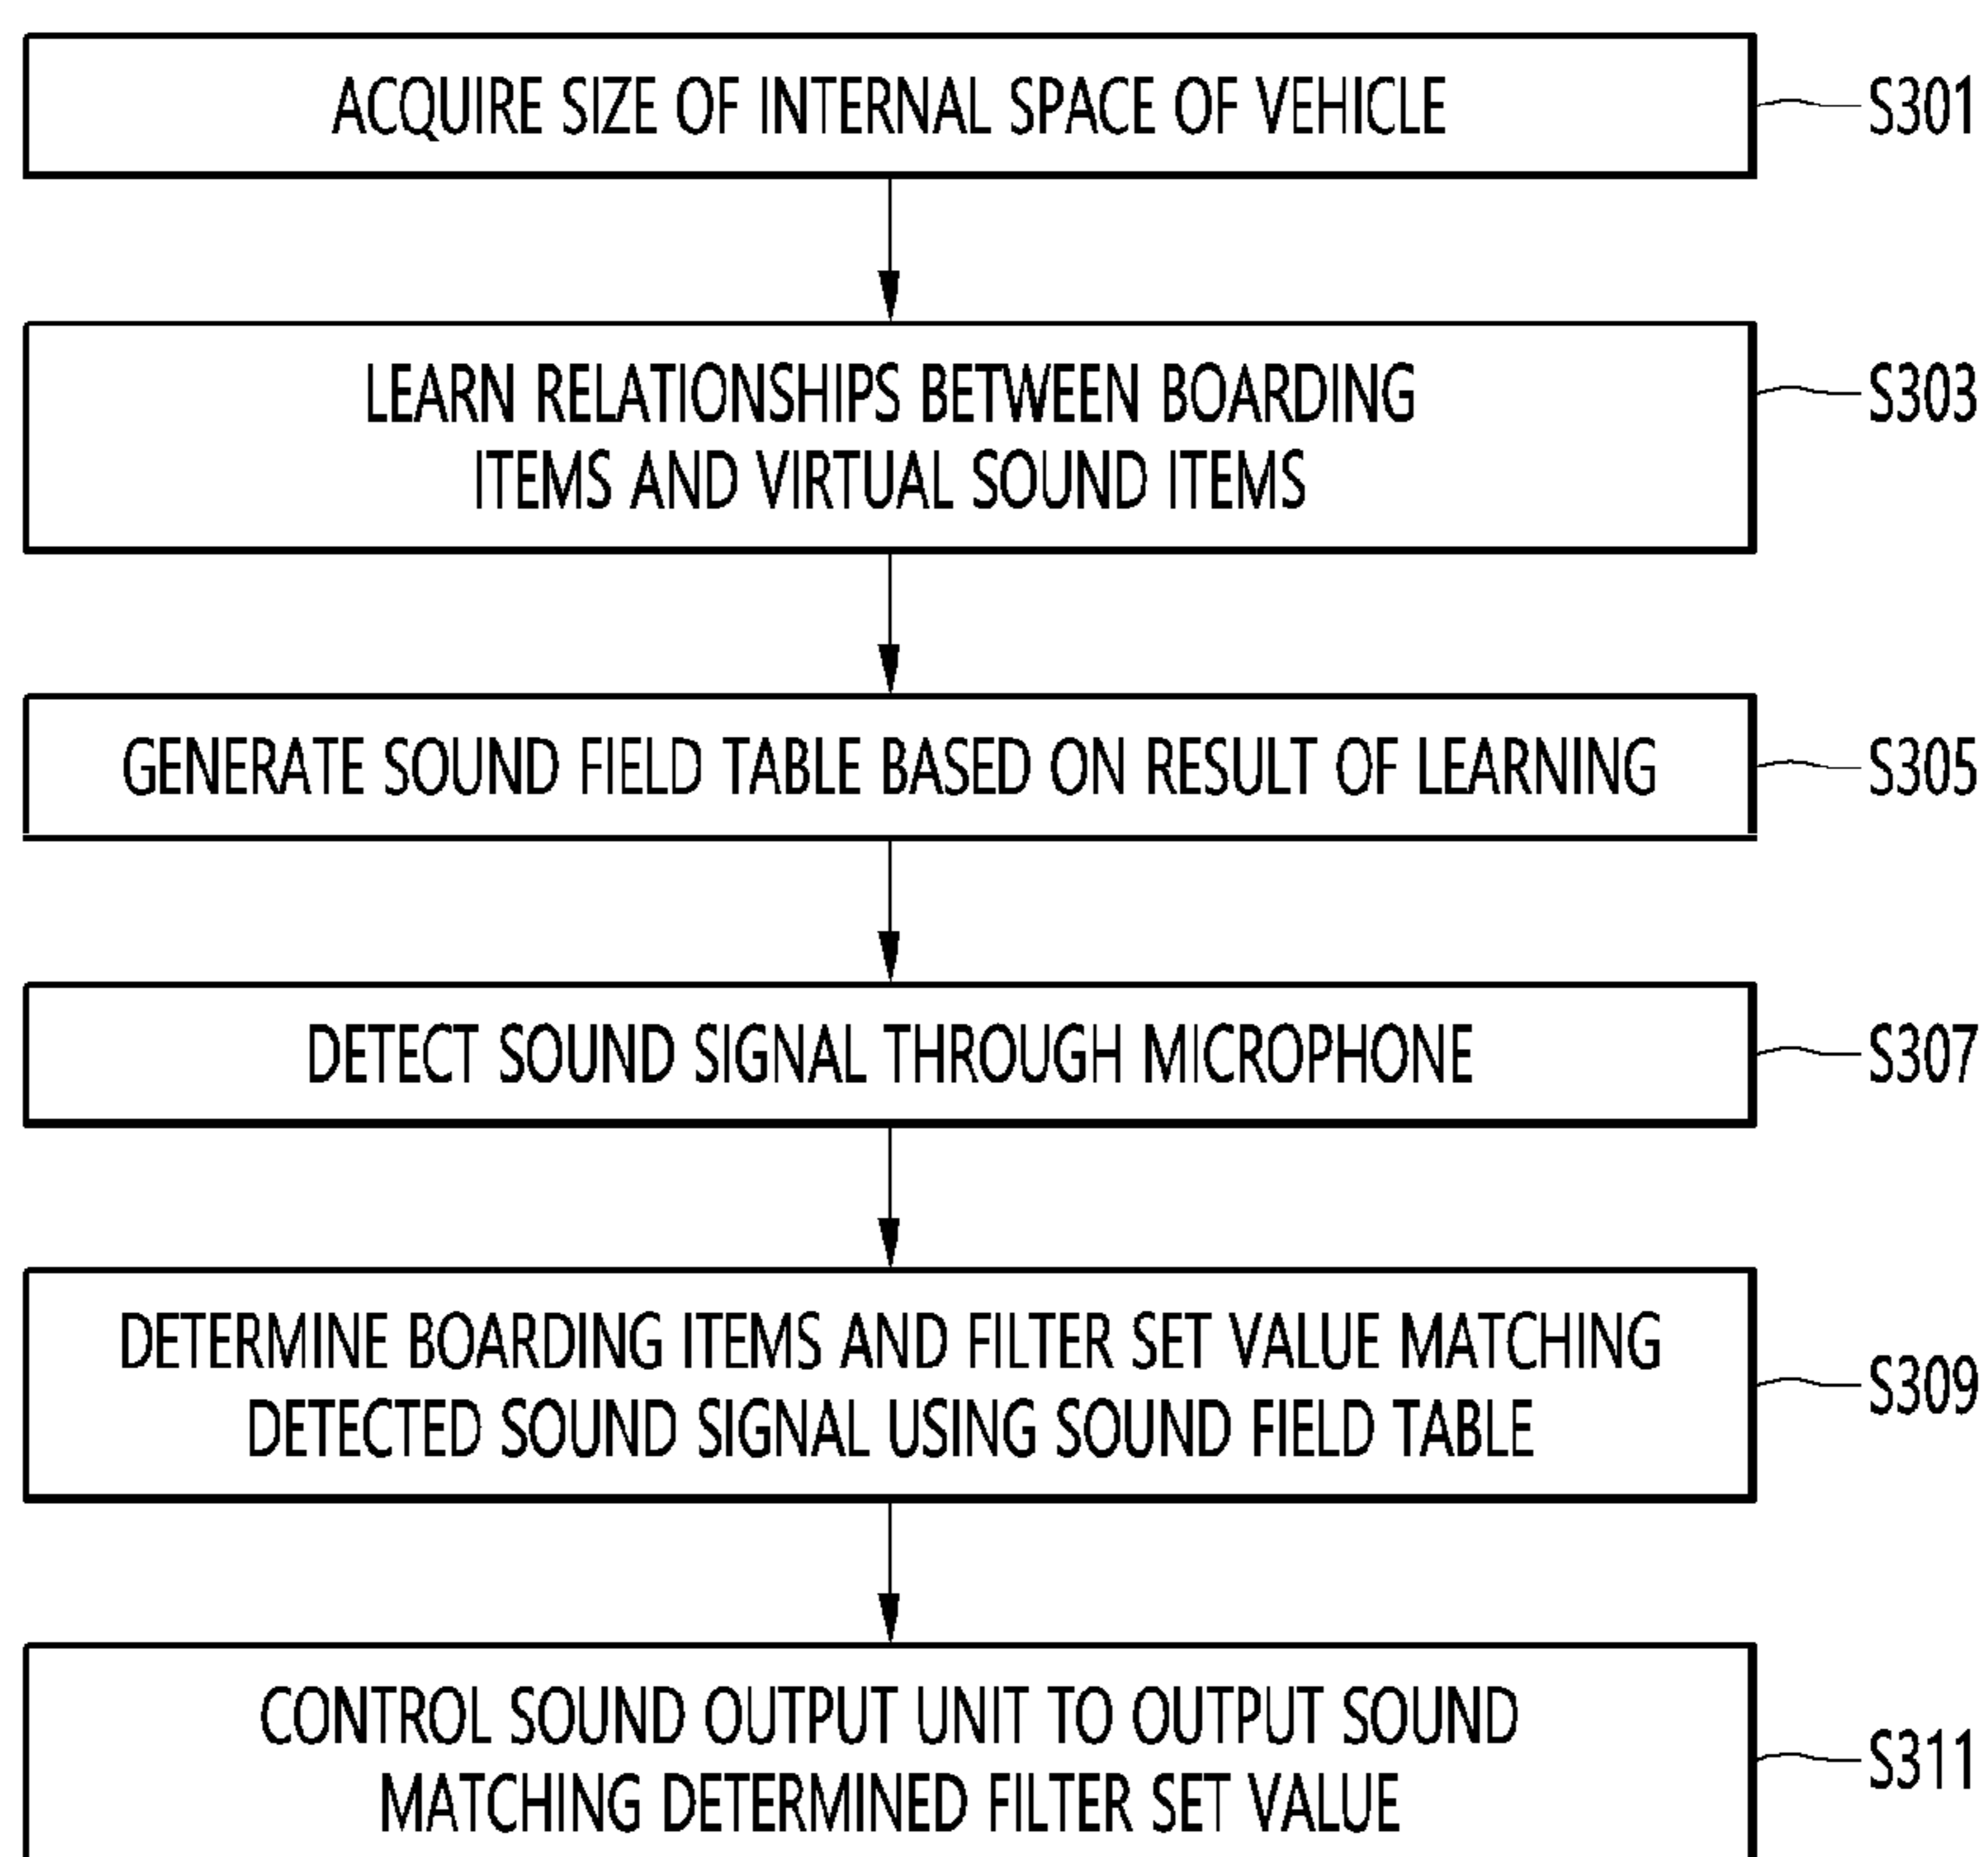 ACQUIRE SIZE OF INTERNAL SPACE OF VEHICLE
S301
LEARN RELATIONSHIPS BETWEEN BOARDING
ITEMS AND VIRTUAL SOUND ITEMS
S303
GENERATE SOUND FIELD TABLE BASED ON RESULT OF LEARNING
S305
DETECT SOUND SIGNAL THROUGH MICROPHONE
S307
DETERMINE BOARDING ITEMS AND FILTER SET VALUE MATCHING
DETECTED SOUND SIGNAL USING SOUND FIELD TABLE
S309
CONTROL SOUND OUTPUT UNIT TO OUTPUT SOUND
MATCHING DETERMINED FILTER SET VALUE
S311